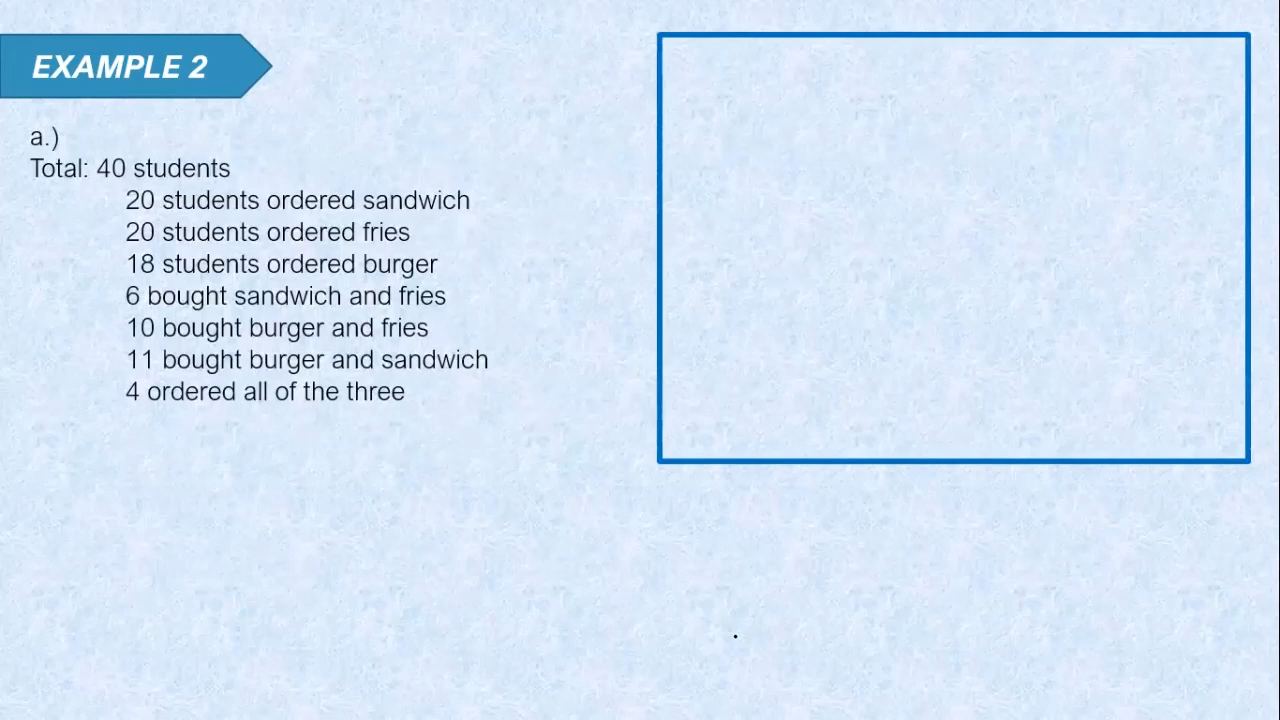 EXAMPLE 2
a.)
Total: 40 students
20 students ordered sandwich
20 students ordered fries
18 students ordered burger
6 bought sandwich and fries
10 bought burger and fries
11 bought burger and sandwich
4 ordered all of the three